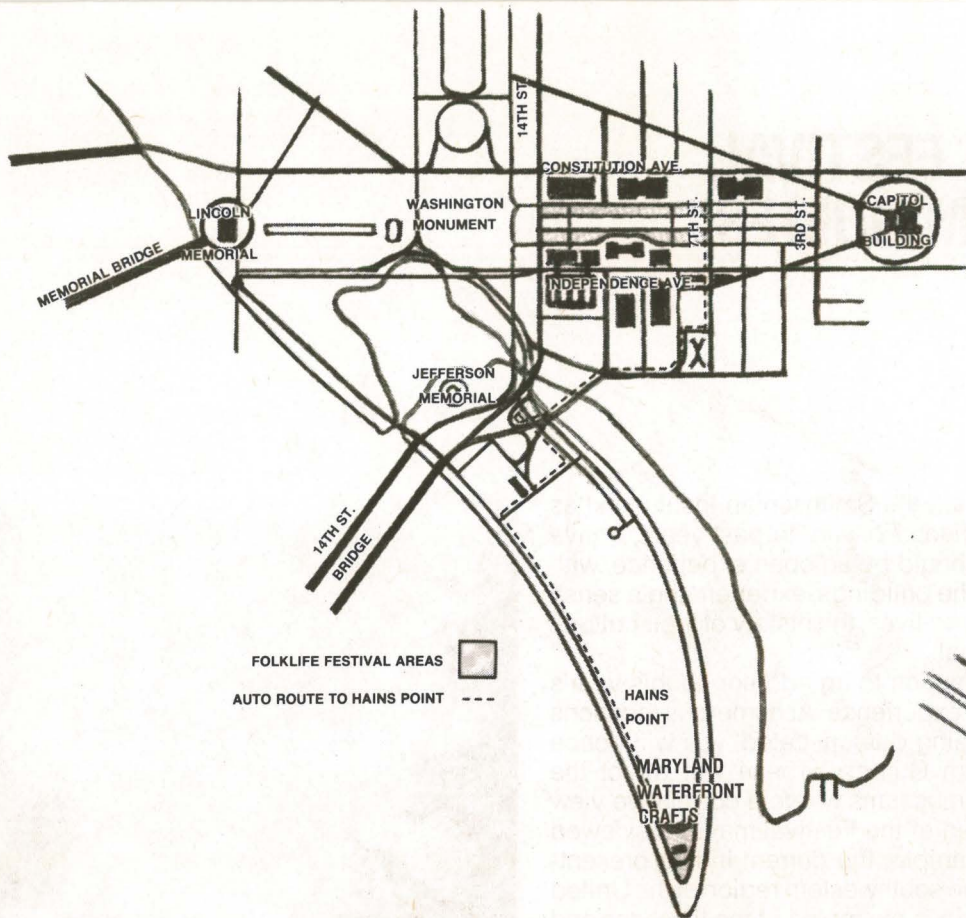 14TH ST.
CONSTITUTION AVE.
WASHINGTON
MONUMENT
LINCOLN
MEMORIAL
MEMORIAL BRIDGE
7TH ST.
3RD ST.
CAPITOL
BUILDING
INDEPENDENCE AVE.
JEFFERSON
MEMORIAL
14TH ST.
BRIDGE
FOLKLIFE FESTIVAL AREAS
AUTO ROUTE TO HAINS POINT
HAINS
POINT
MARYLAND
WATERFRONT
CRAFTS